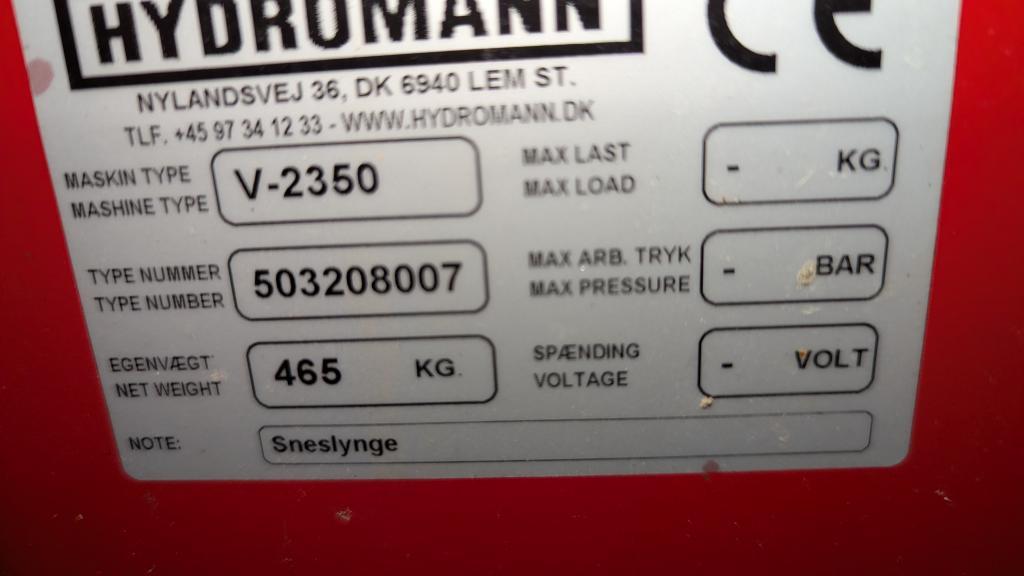 HYDROMANN
CE
NYLANDSVEJ 36, DK 6940 LEM ST.
TLF. +45 97 34 12 33 - WWW.HYDROMANN.DK
MASKIN TYPE
MASHINE TYPE
V-2350
MAX LAST
MAX LOAD
- KG.
TYPE NUMMER
TYPE NUMBER
503208007
MAX ARB. TRYK
MAX PRESSURE
- BAR
EGENVÆGT
NET WEIGHT
465 KG.
SPÆNDING
VOLTAGE
- VOLT
NOTE: Sneslynge